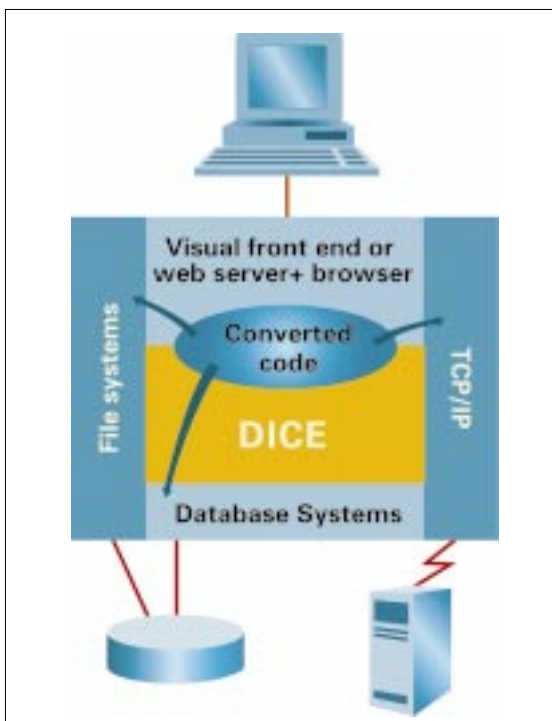 Visual front end or
web server+ browser
File systems
Converted
code
TCP/IP
DICE
Database Systems